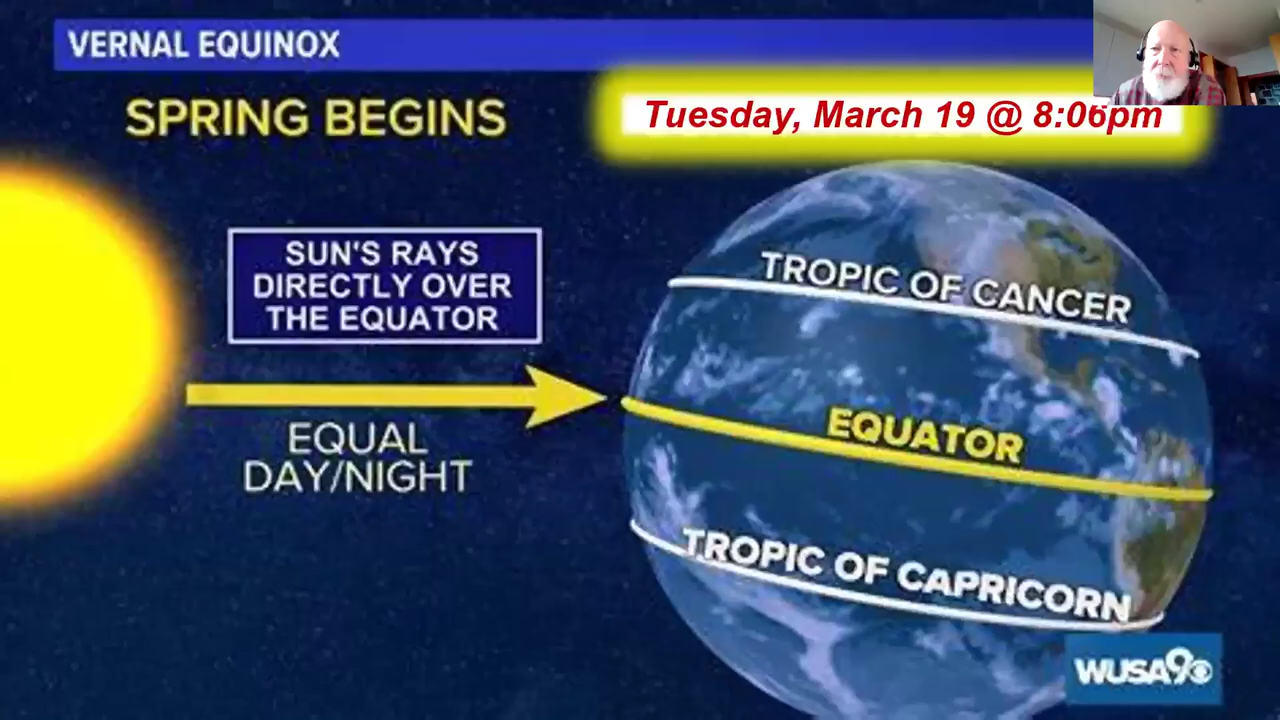 VERNAL EQUINOX
SPRING BEGINS
Tuesday, March 19 @ 8:06pm
SUN'S RAYS
DIRECTLY OVER
THE EQUATOR
EQUAL
DAY/NIGHT
TROPIC OF CANCER
EQUATOR
TROPIC OF CAPRICORN
WUSA9